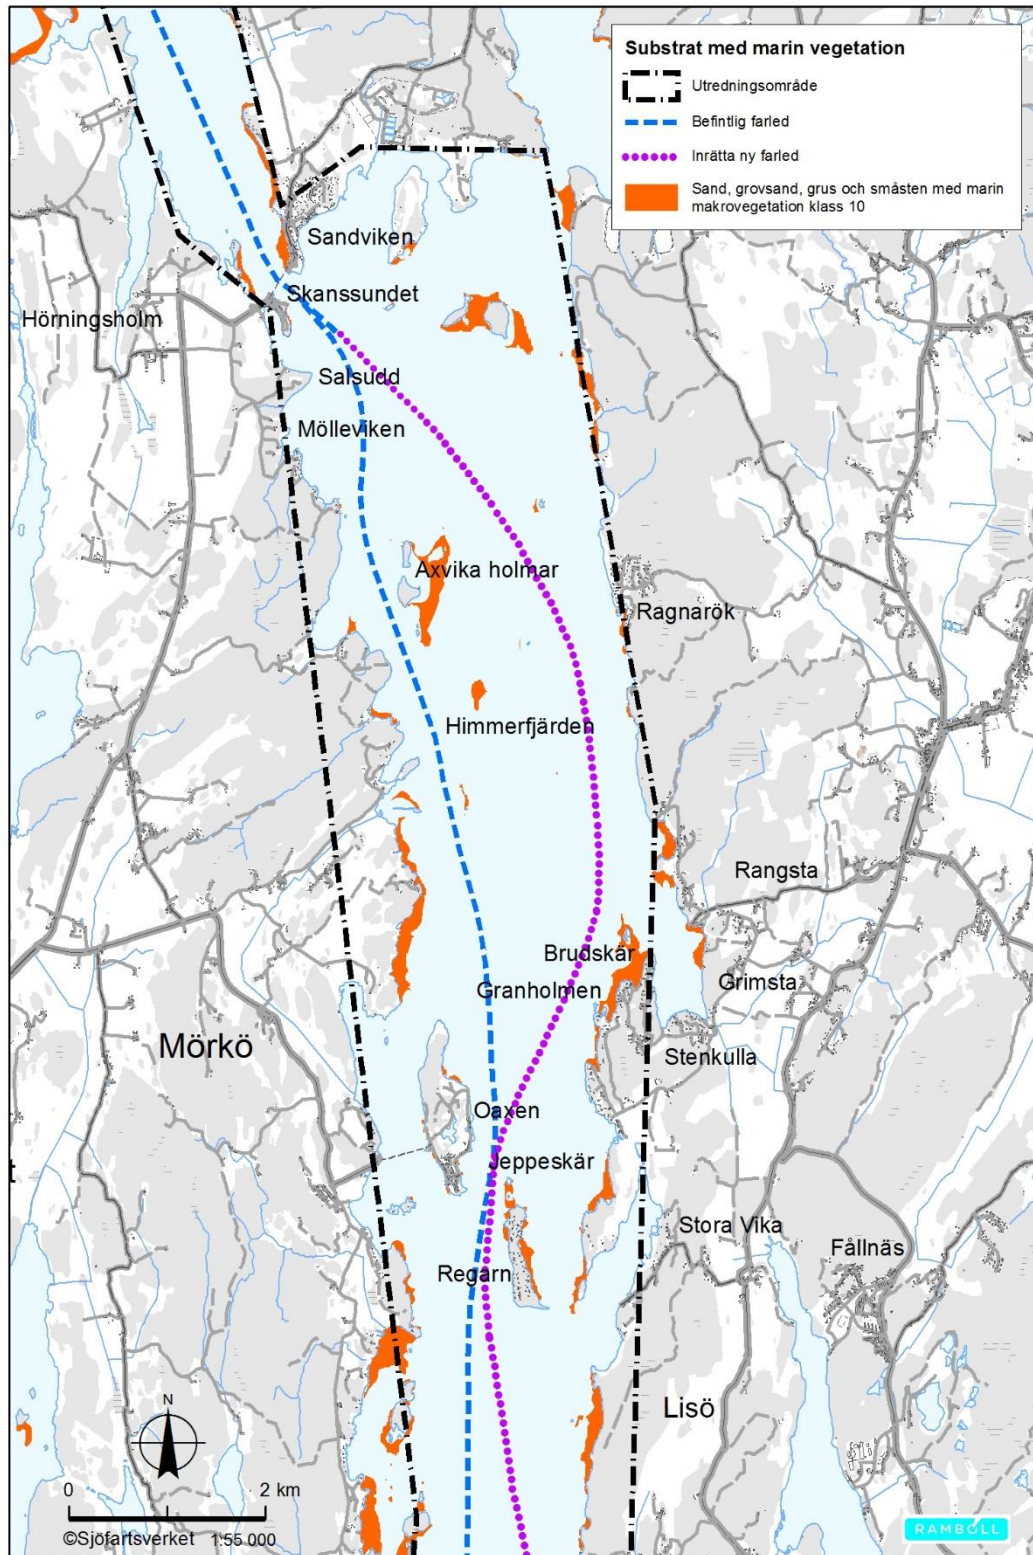 Substrat med marin vegetation
Utredningsområde
Befintlig farled
Inrätta ny farled
Sand, grovsand, grus och småsten med marin
makrovegetation klass 10
Sandviken
Skanssundet
Hörningsholm
Salsudd
Mölleviken
Axvika holmar
Ragnarök
Himmerfjärden
Rangsta
Brudskär
Grimsta
Granholmen
Mörkö
Stenkulla
Oaxen
Jeppeskär
t
Stora Vika
Fållnäs
Regarn
Lisö
N
0 2 km
©Sjöfartsverket 1:55 000
RAMBOLL